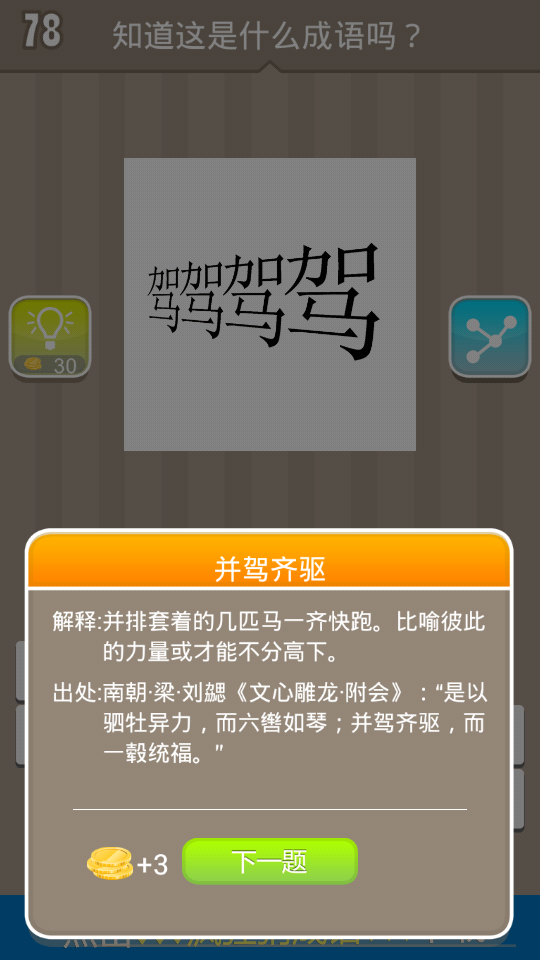 78
知道这是什么成语吗？
驾驾驾驾
30
并驾齐驱
解释:并排套着的几匹马一齐快跑。比喻彼此
的力量或才能不分高下。
出处:南朝·梁·刘勰《文心雕龙·附会》：“是以
驷牡异力，而六辔如琴；并驾齐驱，而
一毂统福。”
+3
下一题